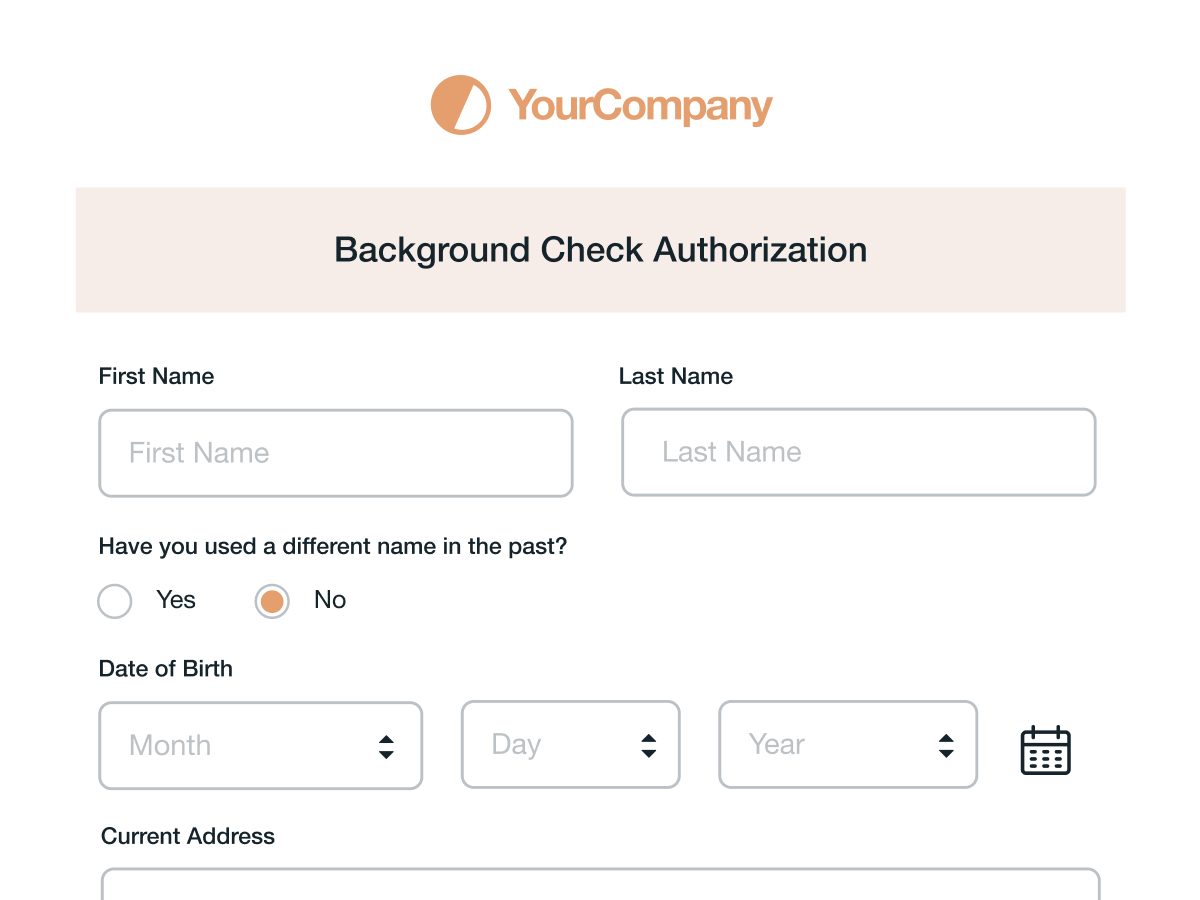 YourCompany
Background Check Authorization
First Name Last Name
First Name Last Name
Have you used a different name in the past?
Yes No
Date of Birth
Month Day Year
Current Address